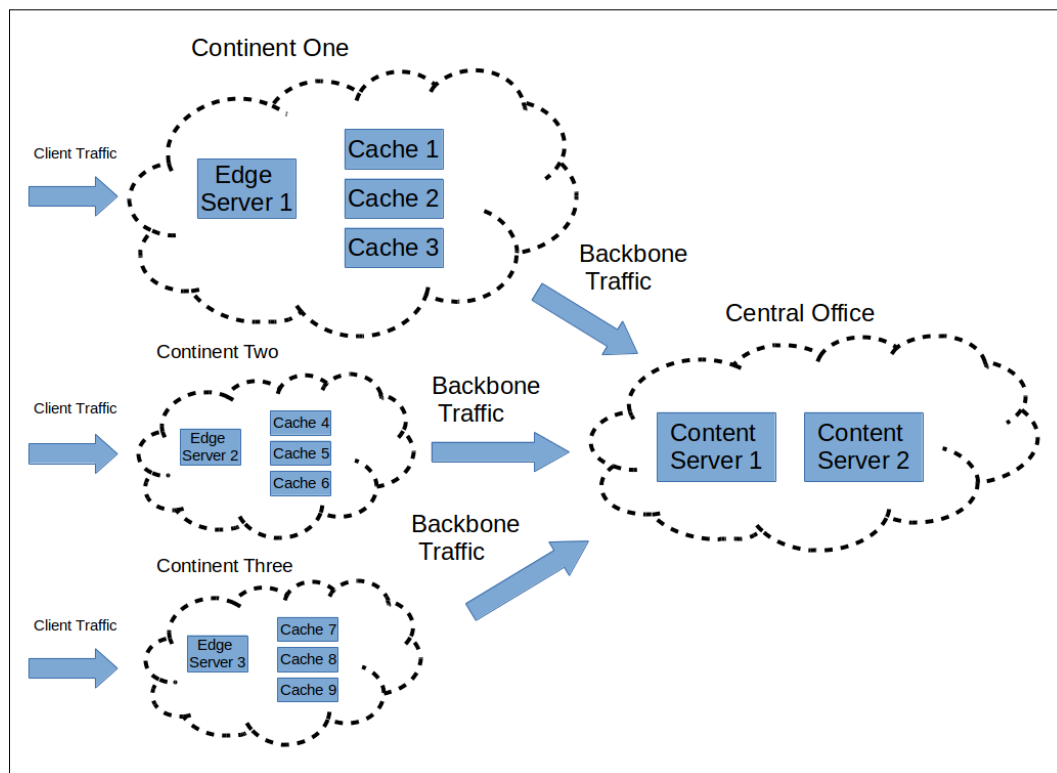 Continent One
Client Traffic
Edge
Server 1
Cache 1
Cache 2
Cache 3
Backbone
Traffic
Continent Two
Client Traffic
Edge
Server 2
Cache 4
Cache 5
Cache 6
Backbone
Traffic
Central Office
Content
Server 1
Content
Server 2
Continent Three
Client Traffic
Edge
Server 3
Cache 7
Cache 8
Cache 9
Backbone
Traffic